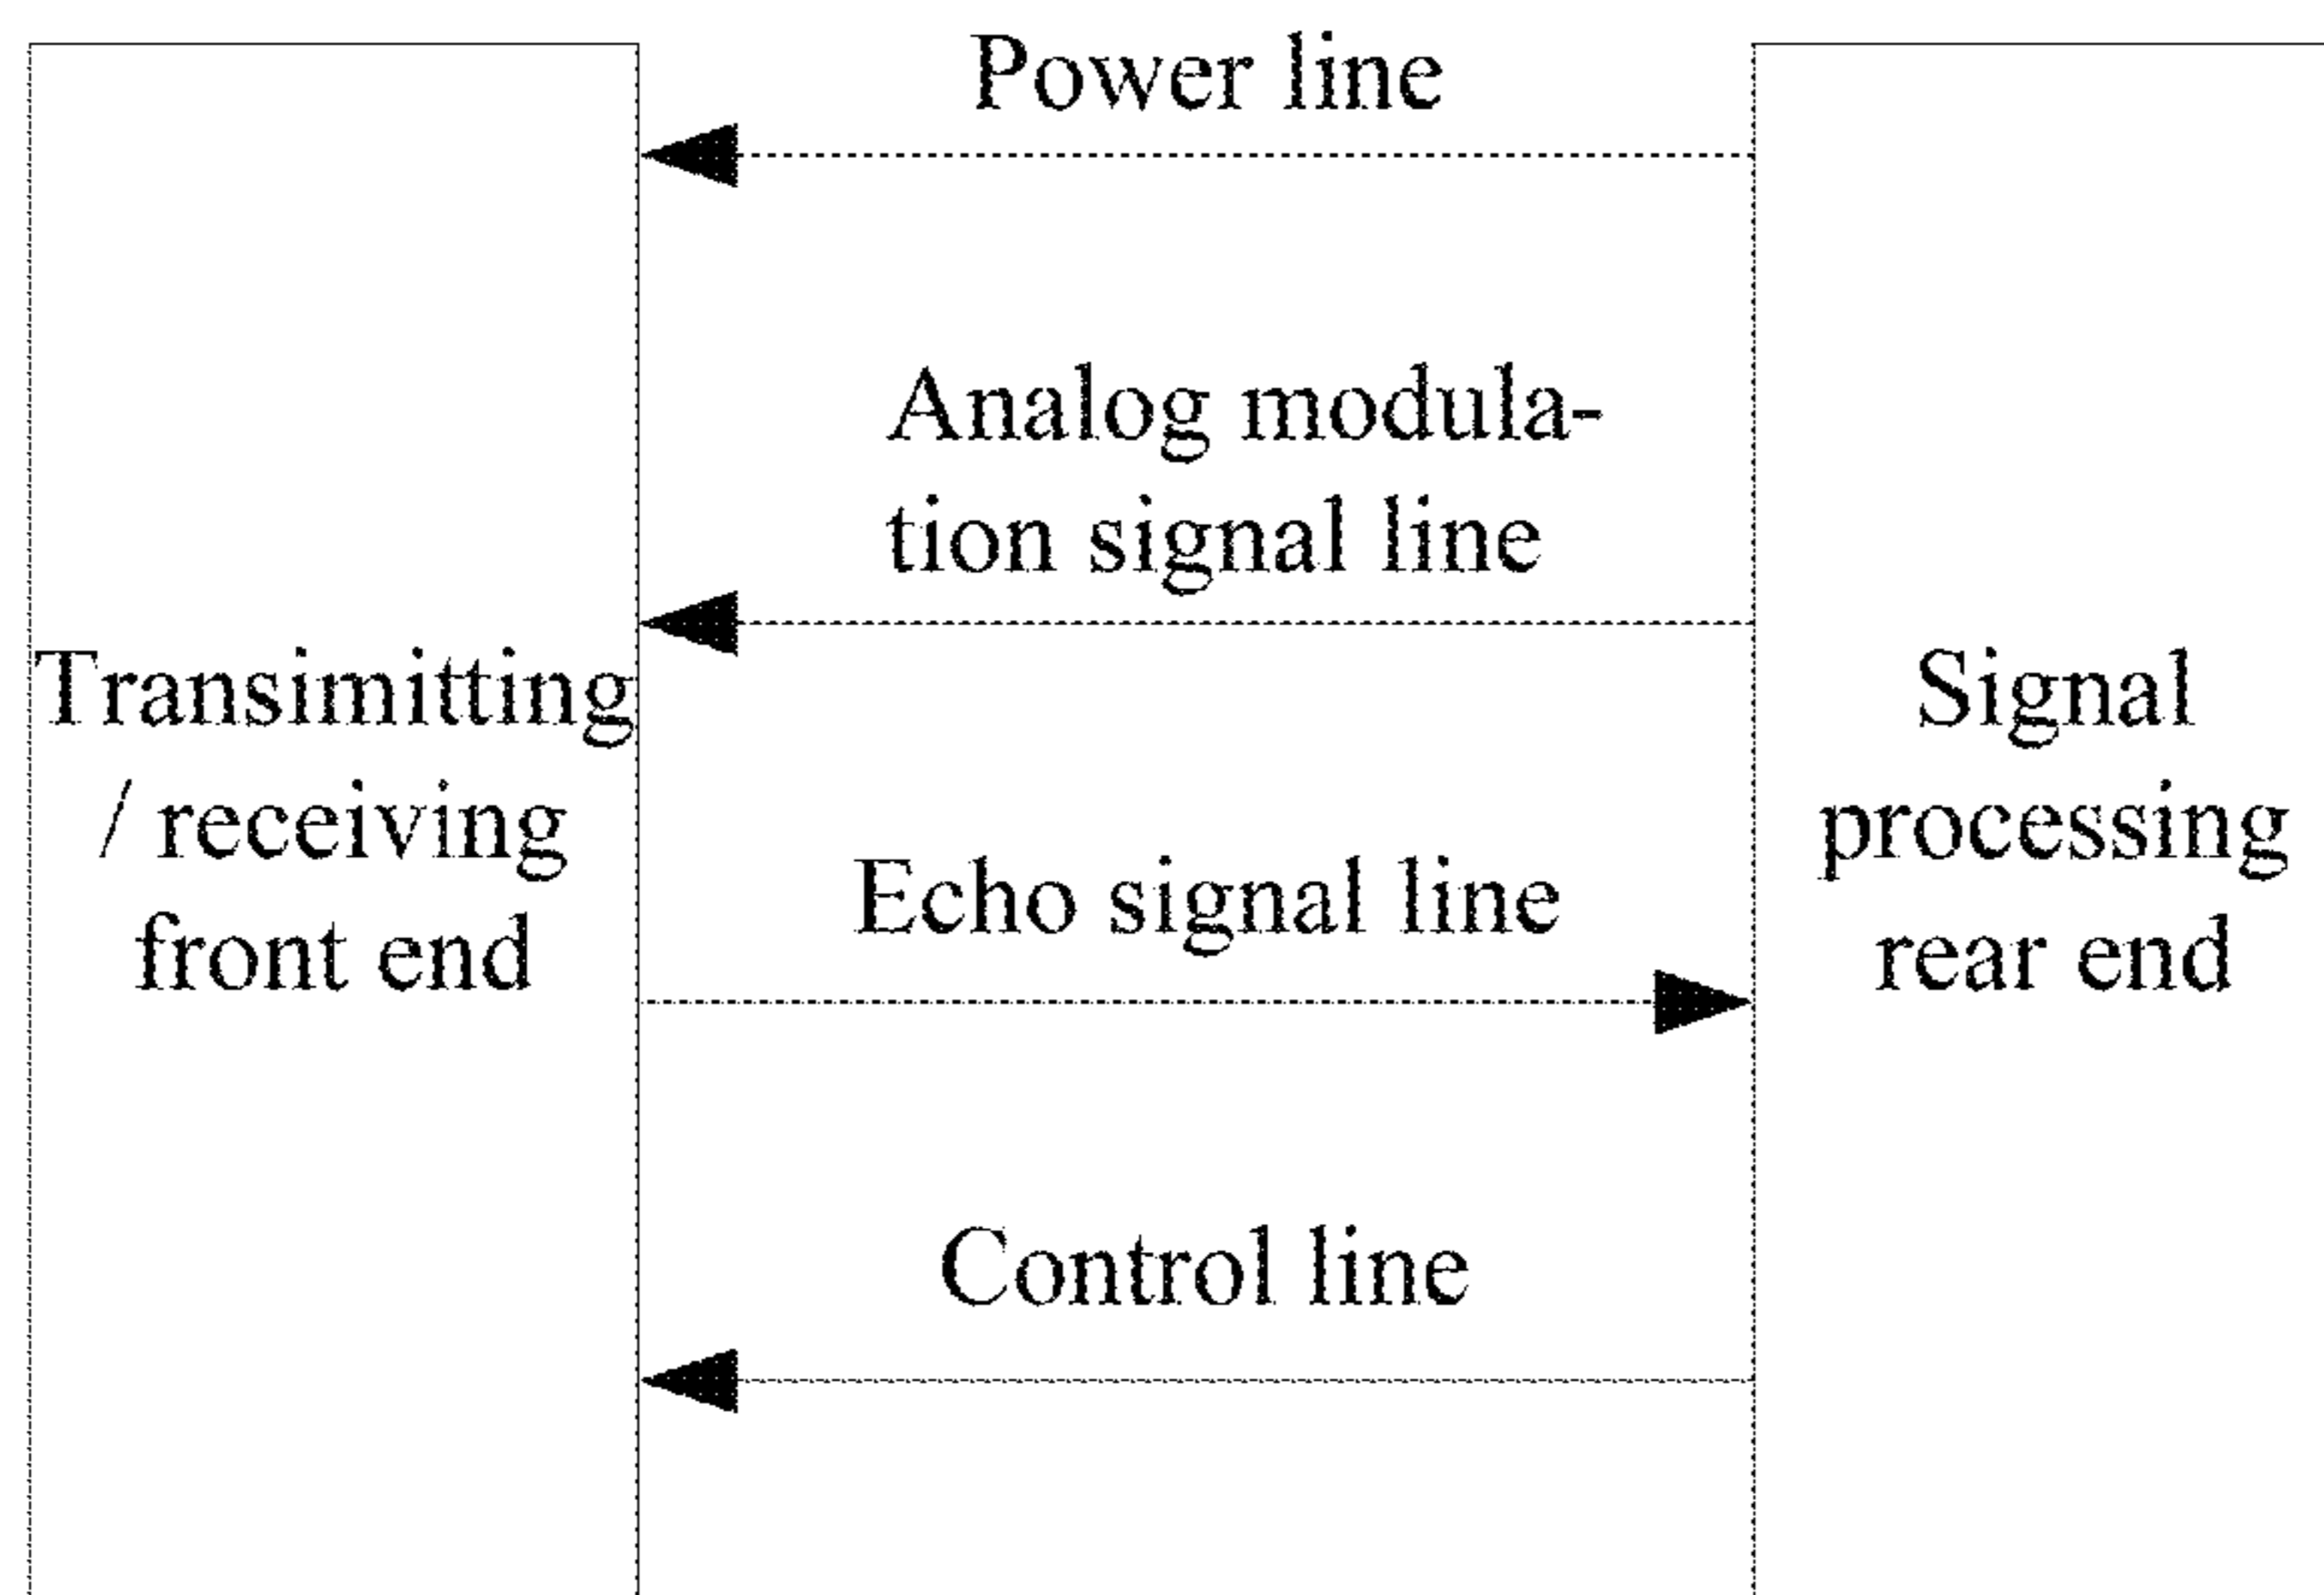 Power line
Analog modula-
tion signal line
Transimitting
/ receiving
front end
Echo signal line
Signal
processing
rear end
Control line